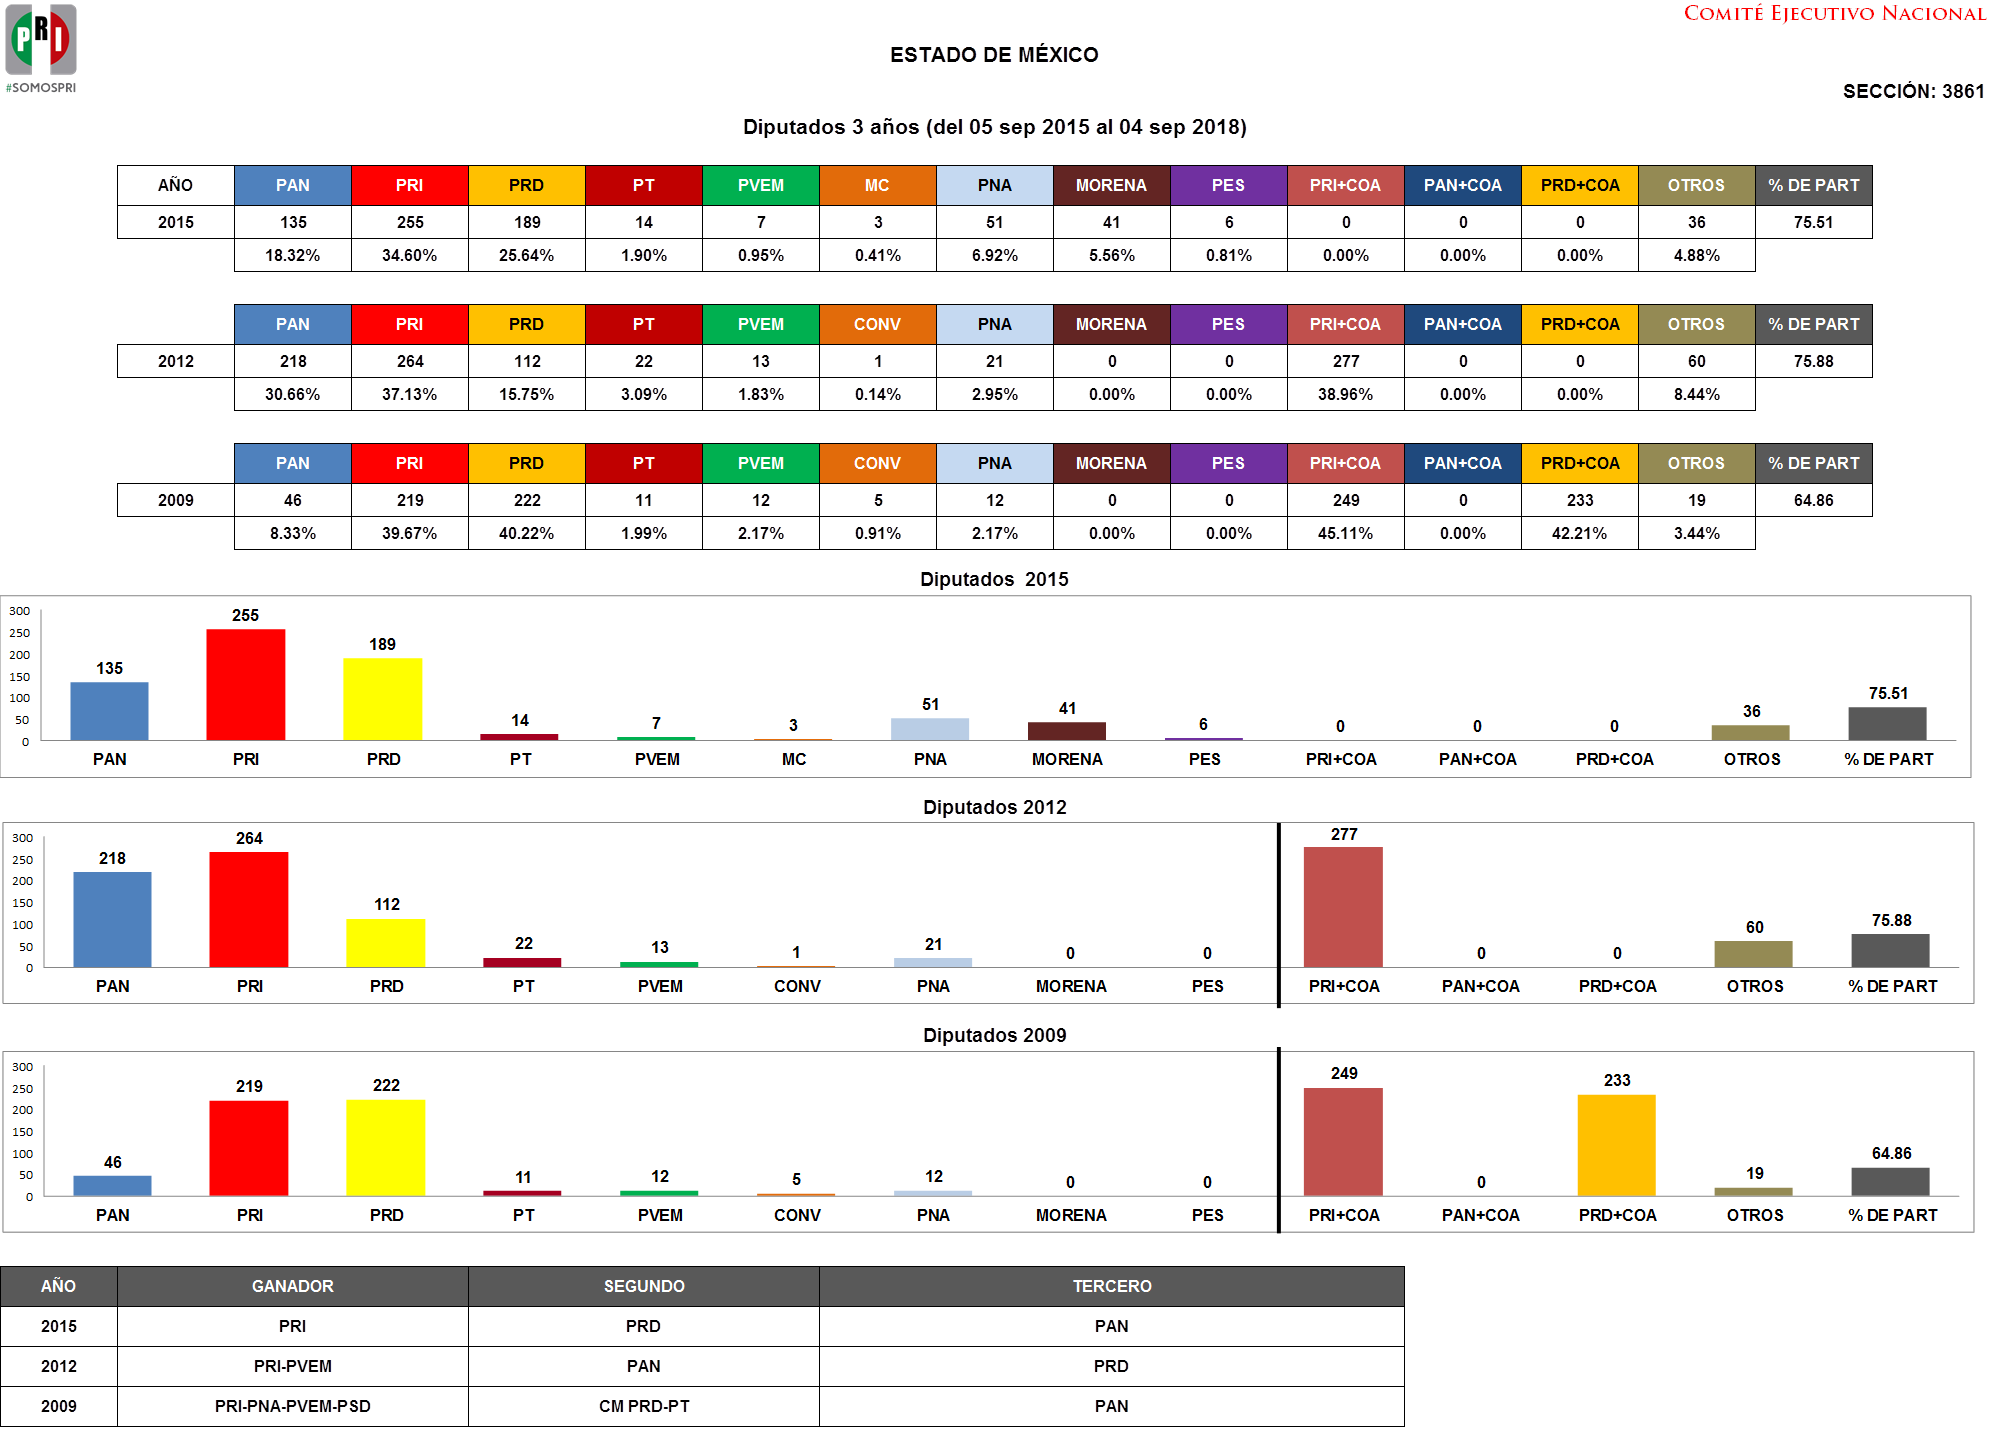 PRI
#SOMOSPRI
COMITÉ EJECUTIVO NACIONAL
ESTADO DE MÉXICO
SECCIÓN: 3861
Diputados 3 años (del 05 sep 2015 al 04 sep 2018)
AÑO PAN PRI PRD PT PVEM MC PNA MORENA PES PRI+COA PAN+COA PRD+COA OTROS % DE PART
2015 135 255 189 14 7 3 51 41 6 0 0 0 36 75.51
18.32% 34.60% 25.64% 1.90% 0.95% 0.41% 6.92% 5.56% 0.81% 0.00% 0.00% 0.00% 4.88%
PAN PRI PRD PT PVEM CONV PNA MORENA PES PRI+COA PAN+COA PRD+COA OTROS % DE PART
2012 218 264 112 22 13 1 21 0 0 277 0 0 60 75.88
30.66% 37.13% 15.75% 3.09% 1.83% 0.14% 2.95% 0.00% 0.00% 38.96% 0.00% 0.00% 8.44%
PAN PRI PRD PT PVEM CONV PNA MORENA PES PRI+COA PAN+COA PRD+COA OTROS % DE PART
2009 46 219 222 11 12 5 12 0 0 249 0 233 19 64.86
8.33% 39.67% 40.22% 1.99% 2.17% 0.91% 2.17% 0.00% 0.00% 45.11% 0.00% 42.21% 3.44%
Diputados  2015
300
250
200
150
100
50
0
135 255 189 14 7 3 51 41 6 0 0 0 36 75.51
PAN PRI PRD PT PVEM MC PNA MORENA PES PRI+COA PAN+COA PRD+COA OTROS % DE PART
Diputados 2012
300
250
200
150
100
50
0
218 264 112 22 13 1 21 0 0 277 0 0 60 75.88
PAN PRI PRD PT PVEM CONV PNA MORENA PES PRI+COA PAN+COA PRD+COA OTROS % DE PART
Diputados 2009
300
250
200
150
100
50
0
46 219 222 11 12 5 12 0 0 249 0 233 19 64.86
PAN PRI PRD PT PVEM CONV PNA MORENA PES PRI+COA PAN+COA PRD+COA OTROS % DE PART
AÑO GANADOR SEGUNDO TERCERO
2015 PRI PRD PAN
2012 PRI-PVEM PAN PRD
2009 PRI-PNA-PVEM-PSD CM PRD-PT PAN